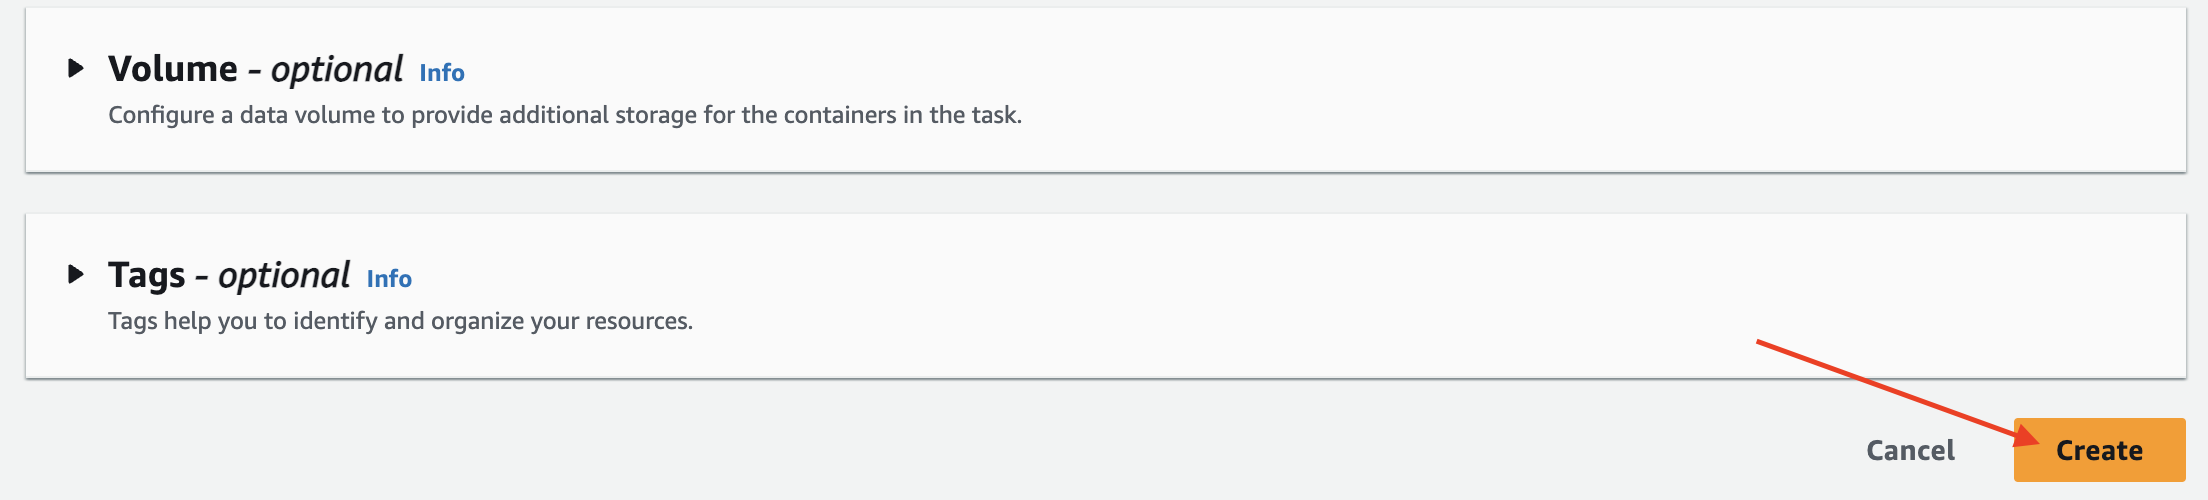 Volume - optional Info
Configure a data volume to provide additional storage for the containers in the task.
Tags - optional Info
Tags help you to identify and organize your resources.
Cancel Create